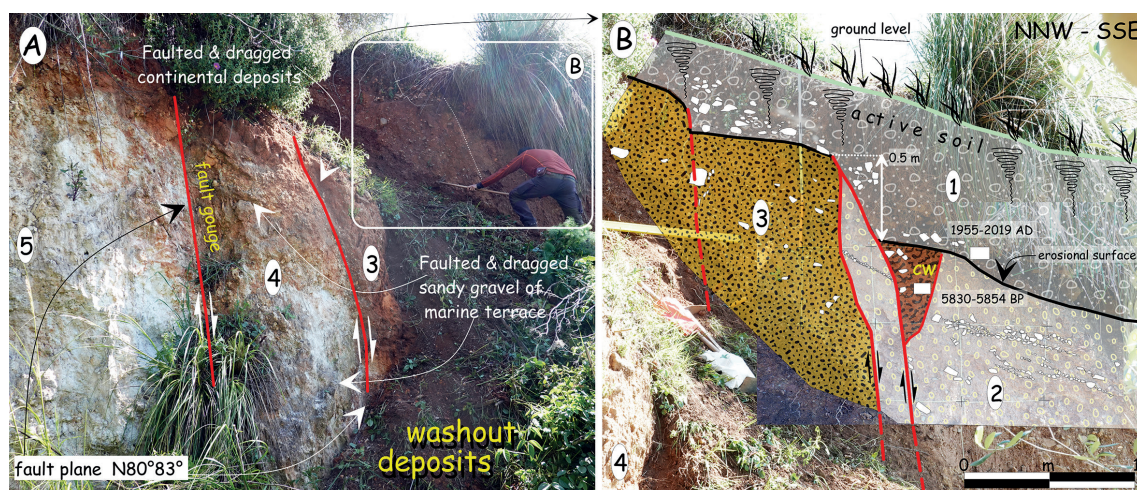 A
Faulted & dragged
continental deposits
B
5
fault gouge
4
3
Faulted & dragged
sandy gravel of
marine terrace
washout
deposits
fault plane N80°83°
B
ground level
NNW - SSE
active soil
0.5 m
1
3
1955-2019 AD
erosional surface
CW
5830-5854 BP
2
4
0 m 1